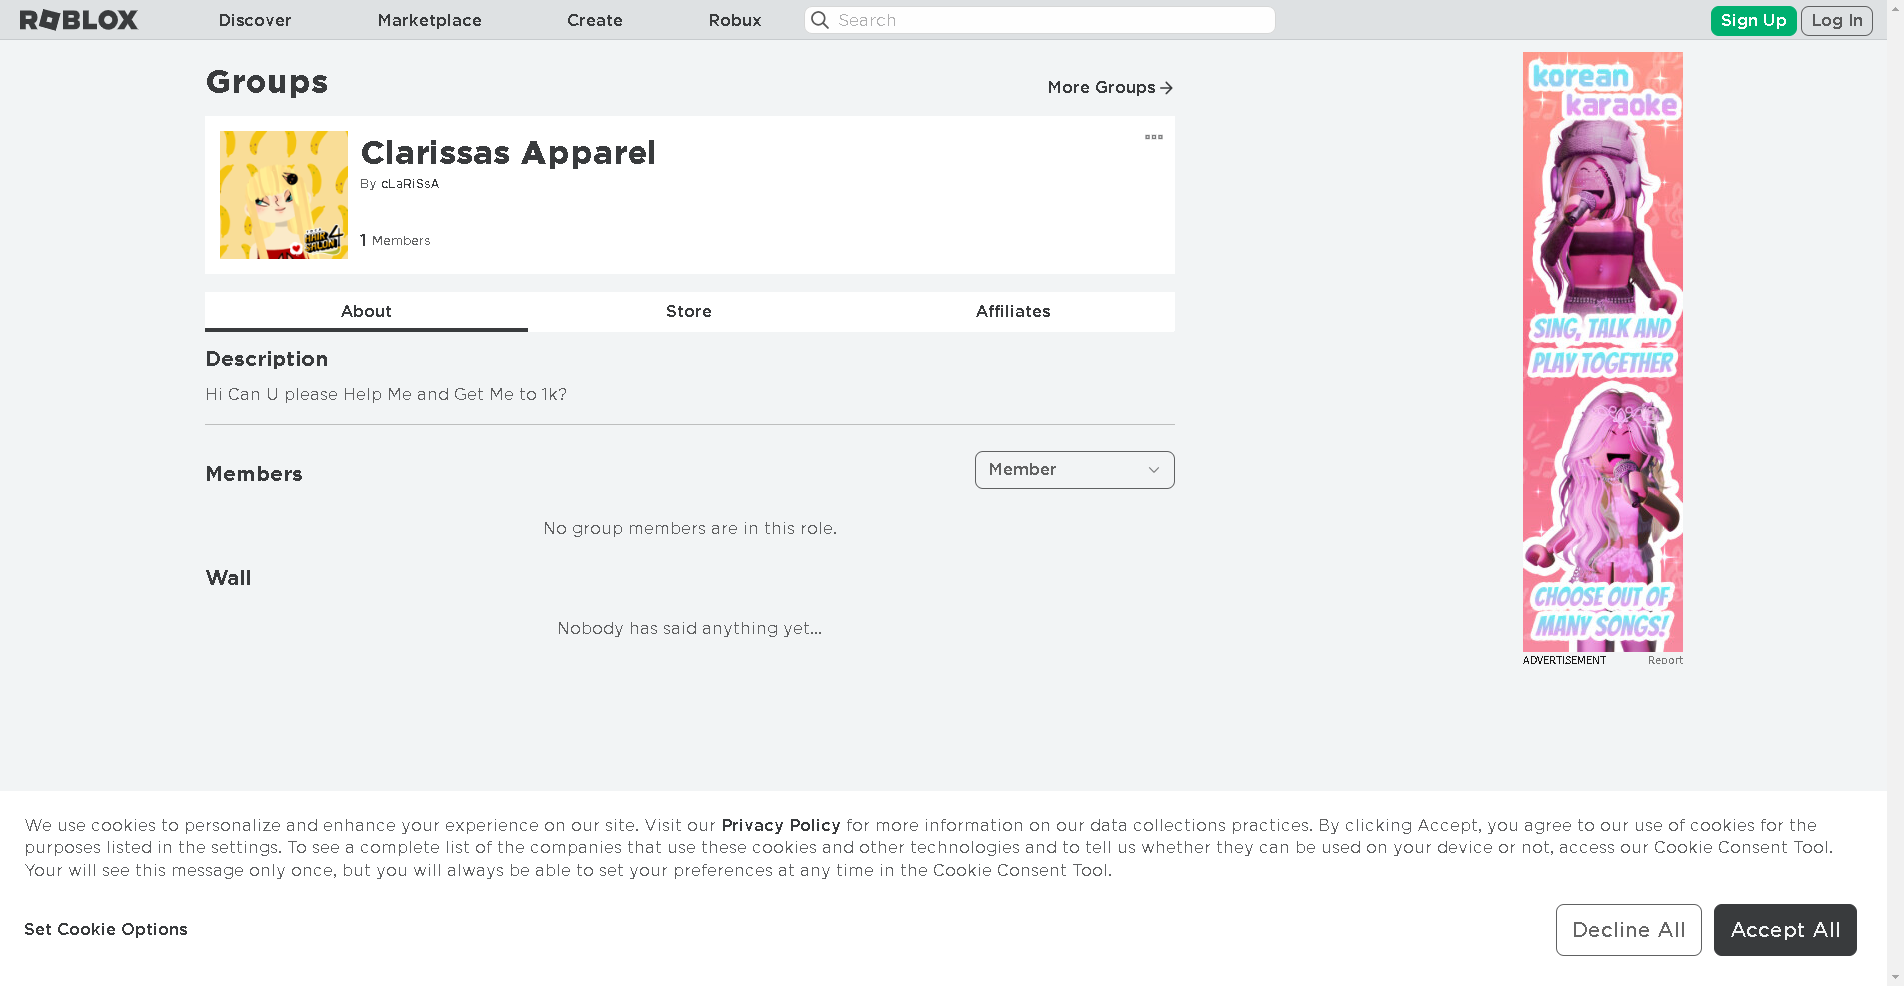 ROBLOX Discover Marketplace Create Robux Search Sign Up Log In
Groups
More Groups
Clarissas Apparel
By cLaRiSsA
1 Members
HAIR
SALON 4
About Store Affiliates
Description
Hi Can U please Help Me and Get Me to 1k?
Members
Member
No group members are in this role.
Wall
Nobody has said anything yet...
korean
karaoke
SING, TALK AND
PLAY TOGETHER
CHOOSE OUT OF
MANY SONGS!
ADVERTISEMENT Report
We use cookies to personalize and enhance your experience on our site. Visit our Privacy Policy for more information on our data collections practices. By clicking Accept, you agree to our use of cookies for the
purposes listed in the settings. To see a complete list of the companies that use these cookies and other technologies and to tell us whether they can be used on your device or not, access our Cookie Consent Tool.
Your will see this message only once, but you will always be able to set your preferences at any time in the Cookie Consent Tool.
Set Cookie Options
Decline All
Accept All